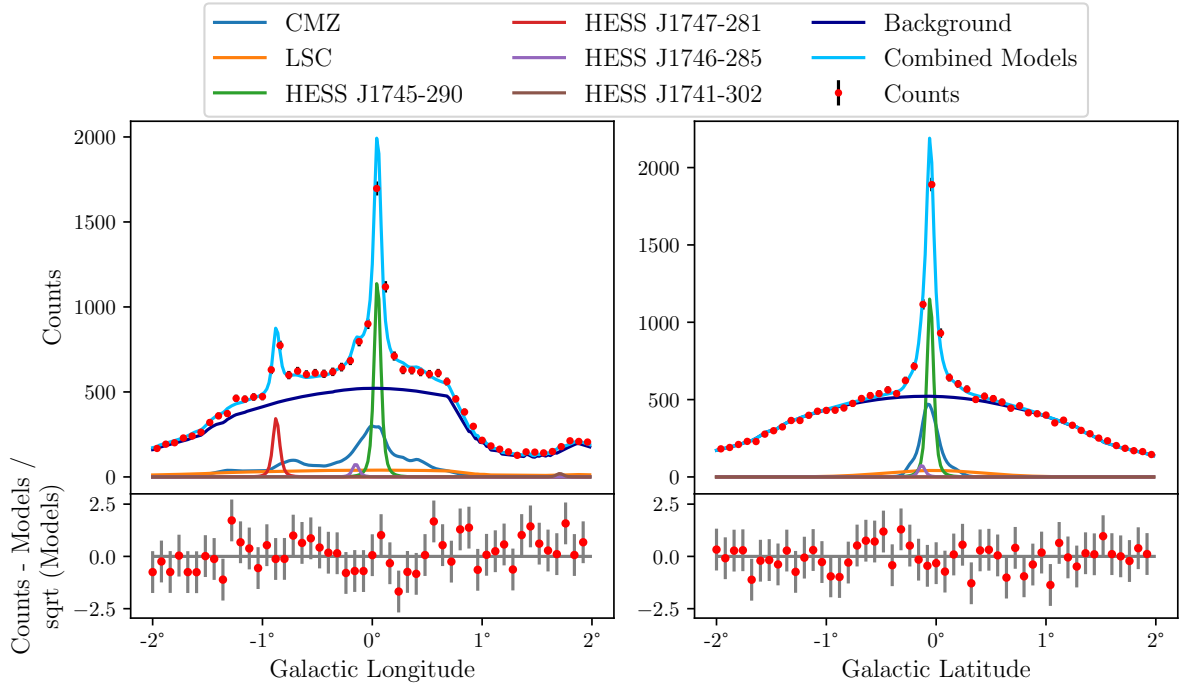 CMZ
LSC
HESS J1745-290
HESS J1747-281
HESS J1746-285
HESS J1741-302
Background
Combined Models
Counts
Counts
2000
1500
1000
500
0
2000
1500
1000
500
0
Counts - Models /
sqrt (Models)
2.5
0.0
−2.5
2.5
0.0
−2.5
-2° -1° 0° 1° 2°
-2° -1° 0° 1° 2°
Galactic Longitude
Galactic Latitude